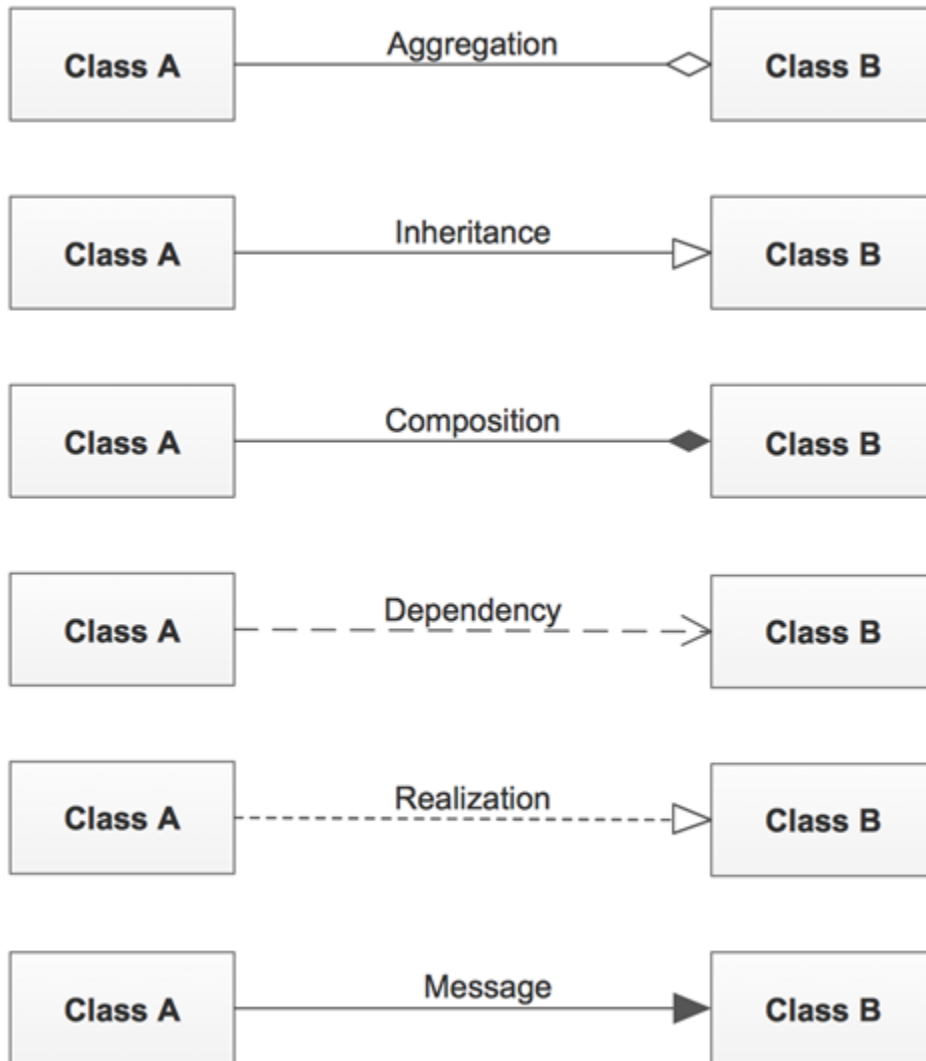 Class A
Aggregation
Class B
Class A
Inheritance
Class B
Class A
Composition
Class B
Class A
Dependency
Class B
Class A
Realization
Class B
Class A
Message
Class B